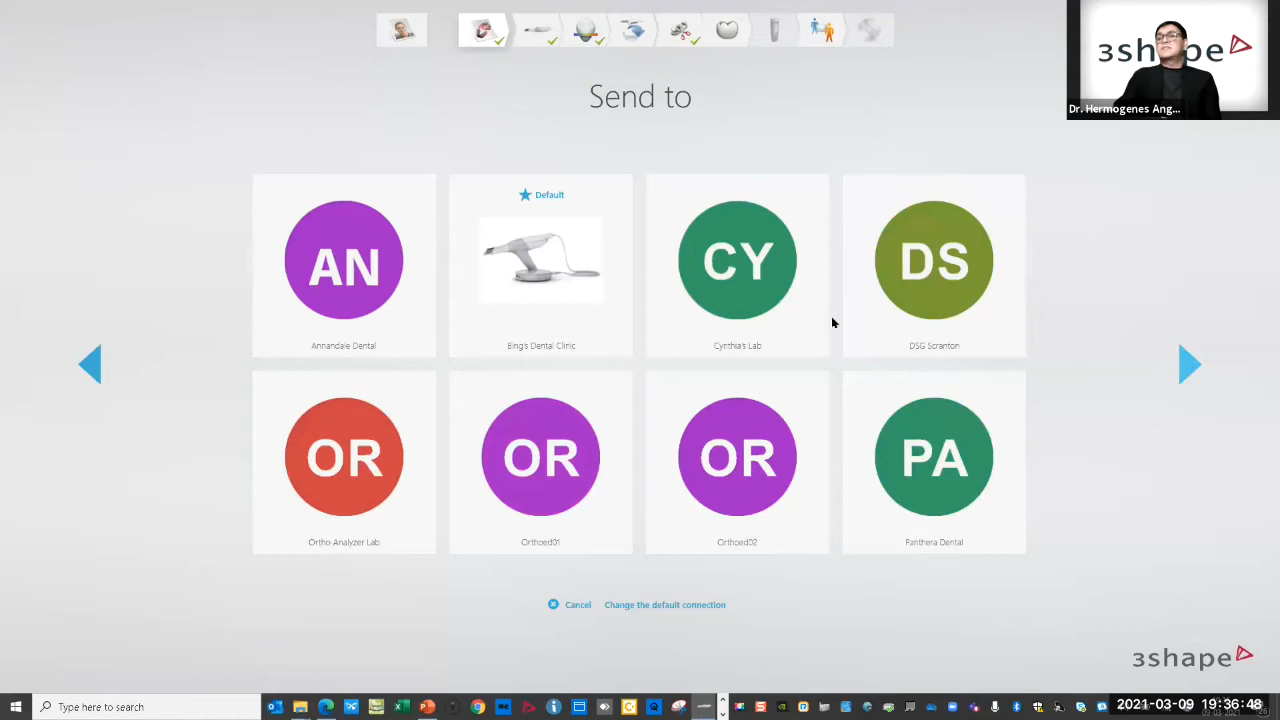 3shape
Dr. Hermogenes Ang...
Send to
AN
Annandale Dental
Default
Bing's Dental Clinic
CY
Cynthia's Lab
DS
DSG Scranton
OR
Ortho Analyzer Lab
OR
Orthoed01
OR
Orthoed02
PA
Panthera Dental
Cancel
Change the default connection
3shape
Type here to search
2021-03-09 19:36:48